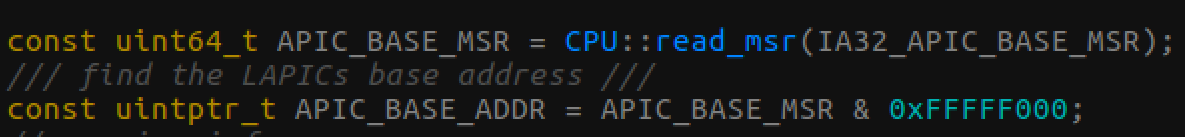 const uint64_t APIC_BASE_MSR = CPU::read_msr(IA32_APIC_BASE_MSR);
/// find the LAPICs base address ///
const uintptr_t APIC_BASE_ADDR = APIC_BASE_MSR & 0xFFFFF000;